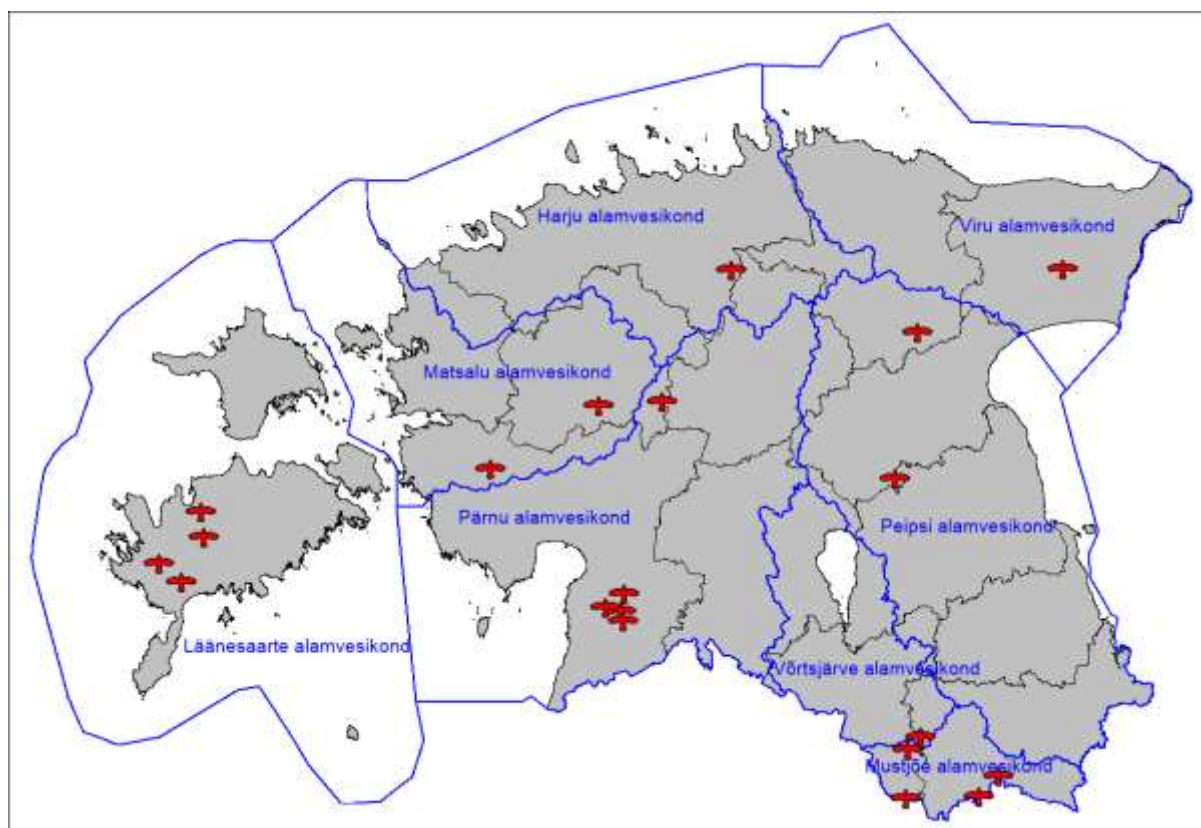 Harju alamvesikond
Viru alamvesikond
Matsalu alamvesikond
Pärnu alamvesikond
Peipsi alamvesikond
Läänesaarte alamvesikond
Võrtsjärve alamvesikond
Mustjõe alamvesikond